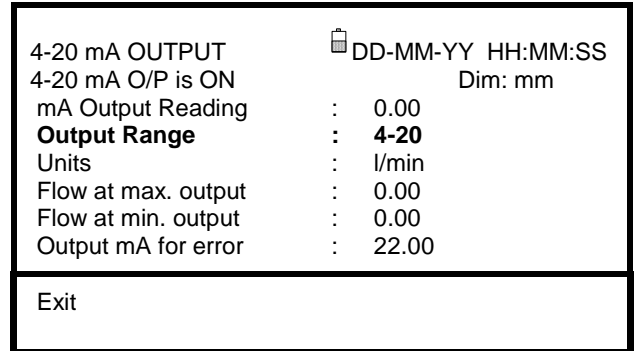 4-20 mA OUTPUT DD-MM-YY HH:MM:SS
4-20 mA O/P is ON Dim: mm
mA Output Reading : 0.00
Output Range : 4-20
Units : l/min
Flow at max. output : 0.00
Flow at min. output : 0.00
Output mA for error : 22.00
Exit